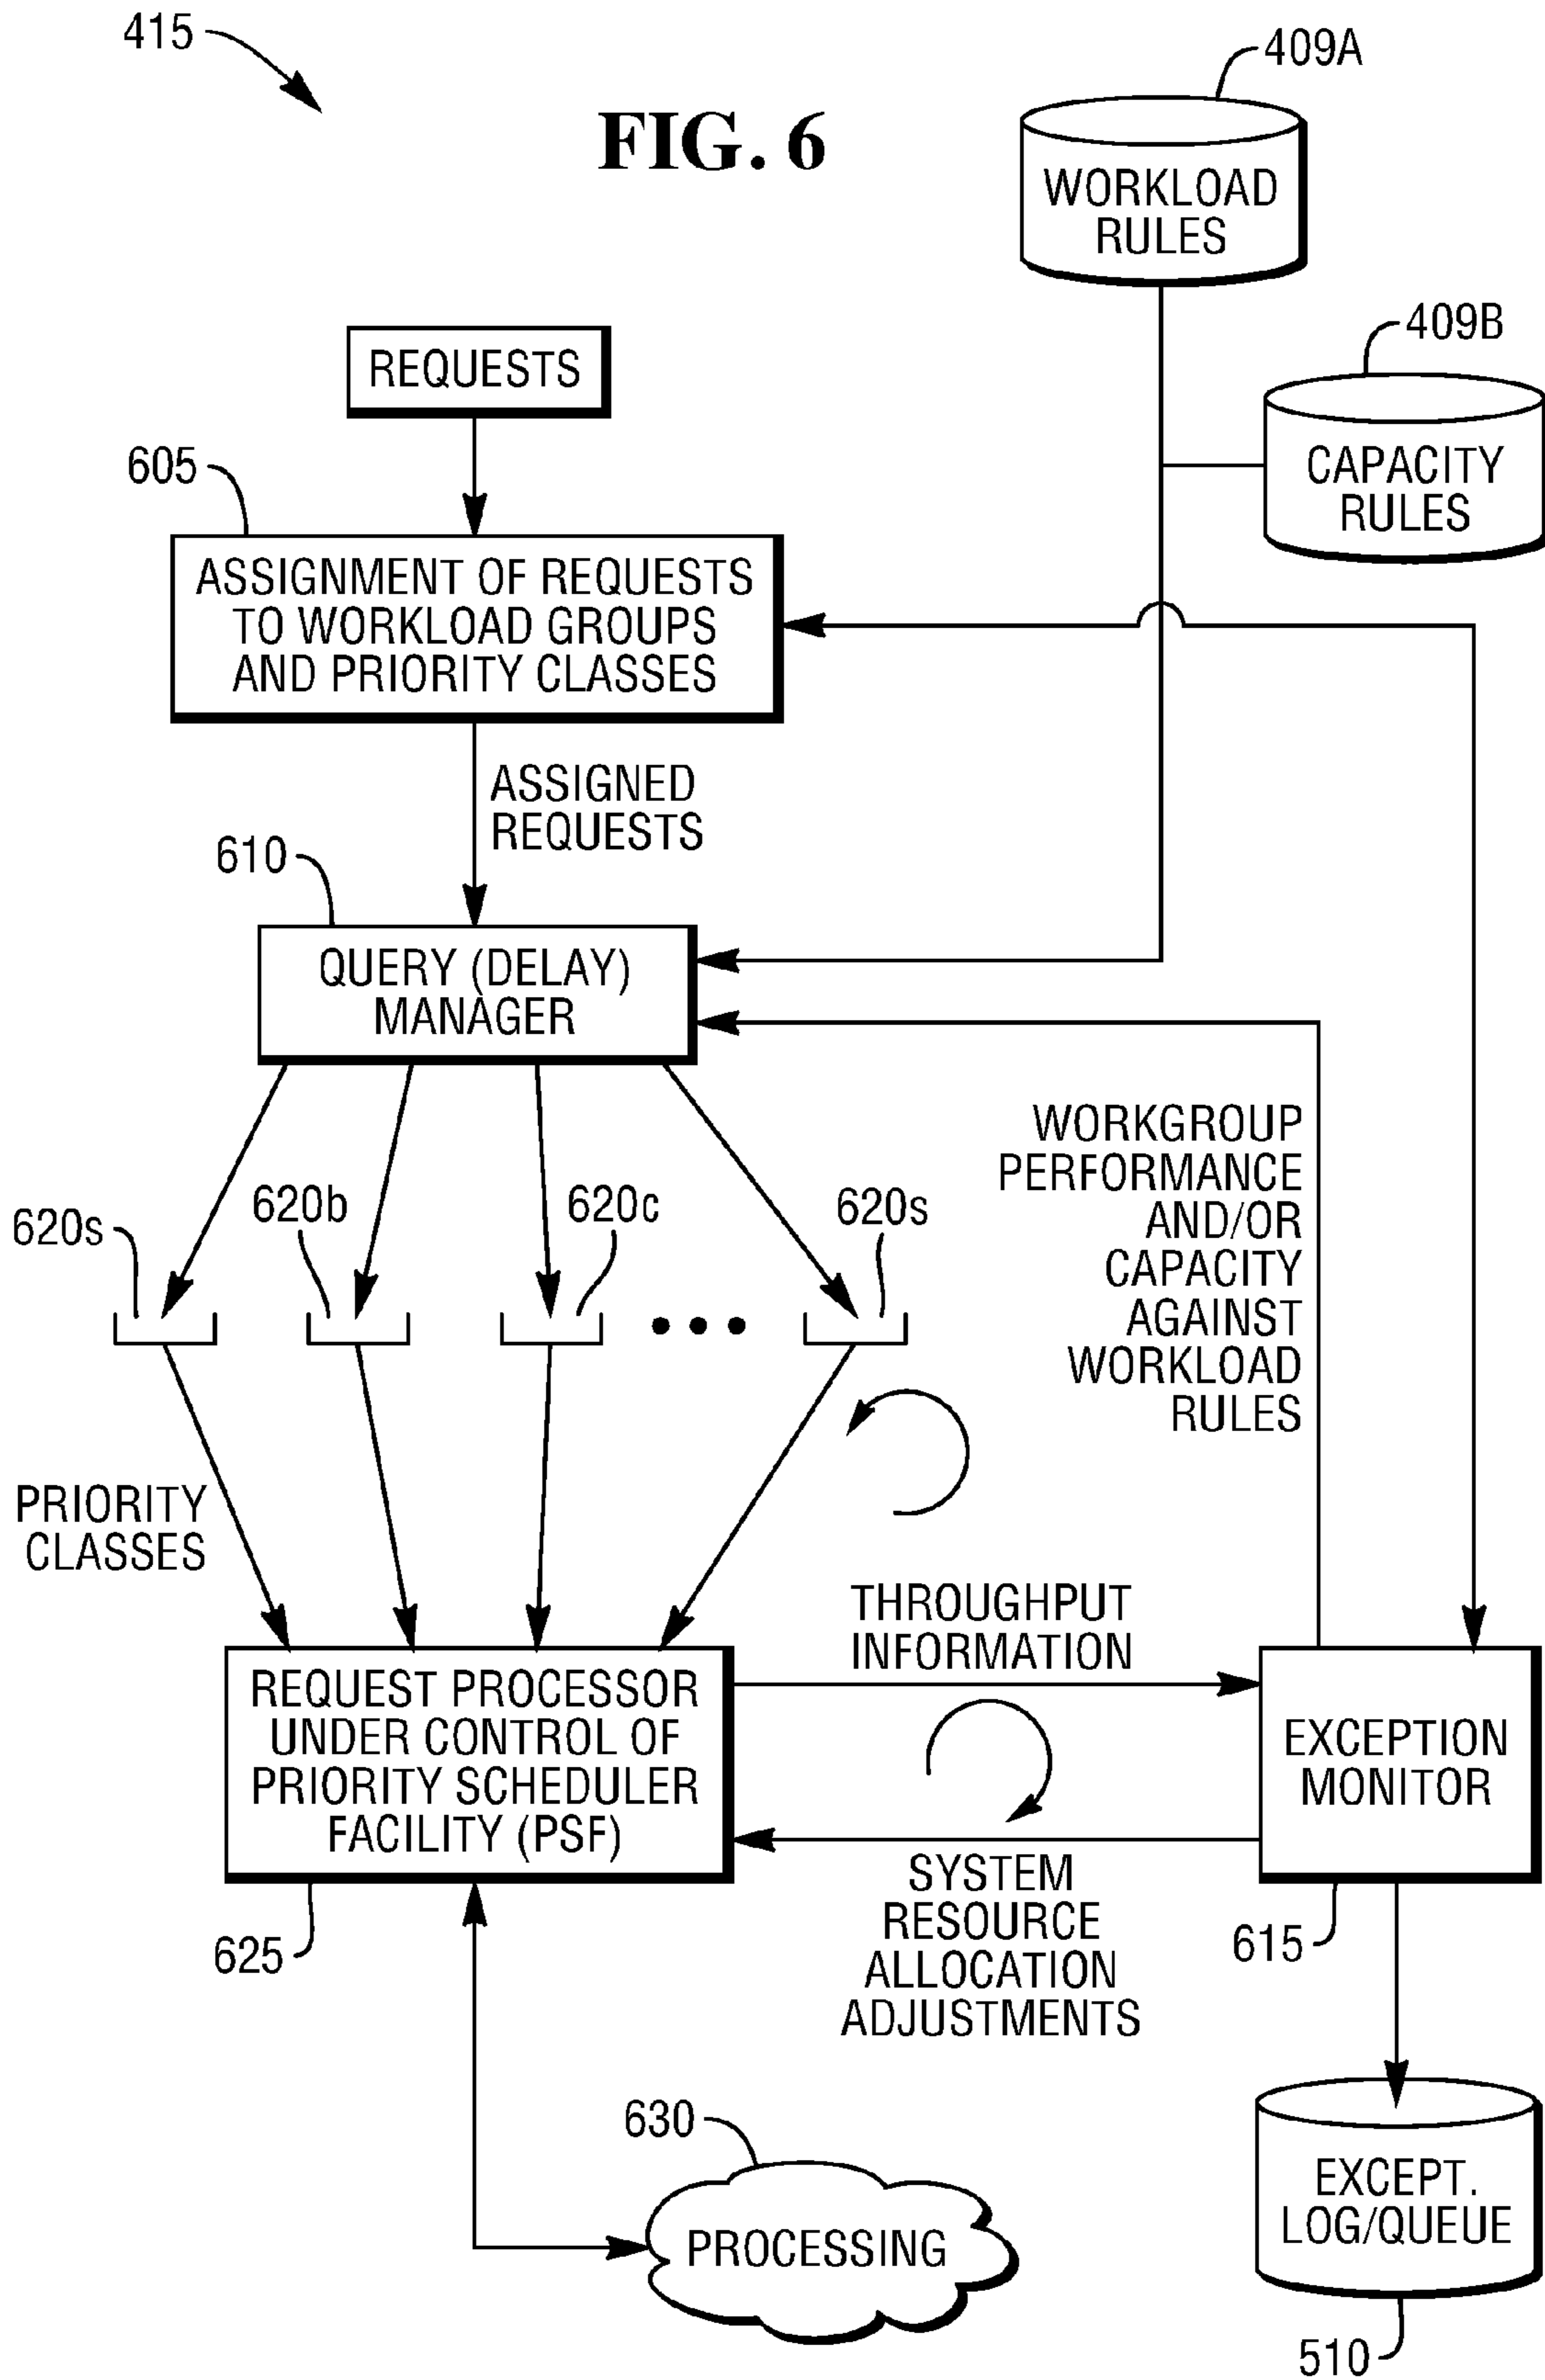 415
FIG. 6
409A
WORKLOAD
RULES
409B
CAPACITY
RULES
REQUESTS
605
ASSIGNMENT OF REQUESTS
TO WORKLOAD GROUPS
AND PRIORITY CLASSES
ASSIGNED
REQUESTS
610
QUERY (DELAY)
MANAGER
WORKGROUP
PERFORMANCE
AND/OR
CAPACITY
AGAINST
WORKLOAD
RULES
620s
620b
620c
620s
PRIORITY
CLASSES
THROUGHPUT
INFORMATION
REQUEST PROCESSOR
UNDER CONTROL OF
PRIORITY SCHEDULER
FACILITY (PSF)
EXCEPTION
MONITOR
SYSTEM
RESOURCE
ALLOCATION
ADJUSTMENTS
625
615
630
PROCESSING
EXCEPT.
LOG/QUEUE
510